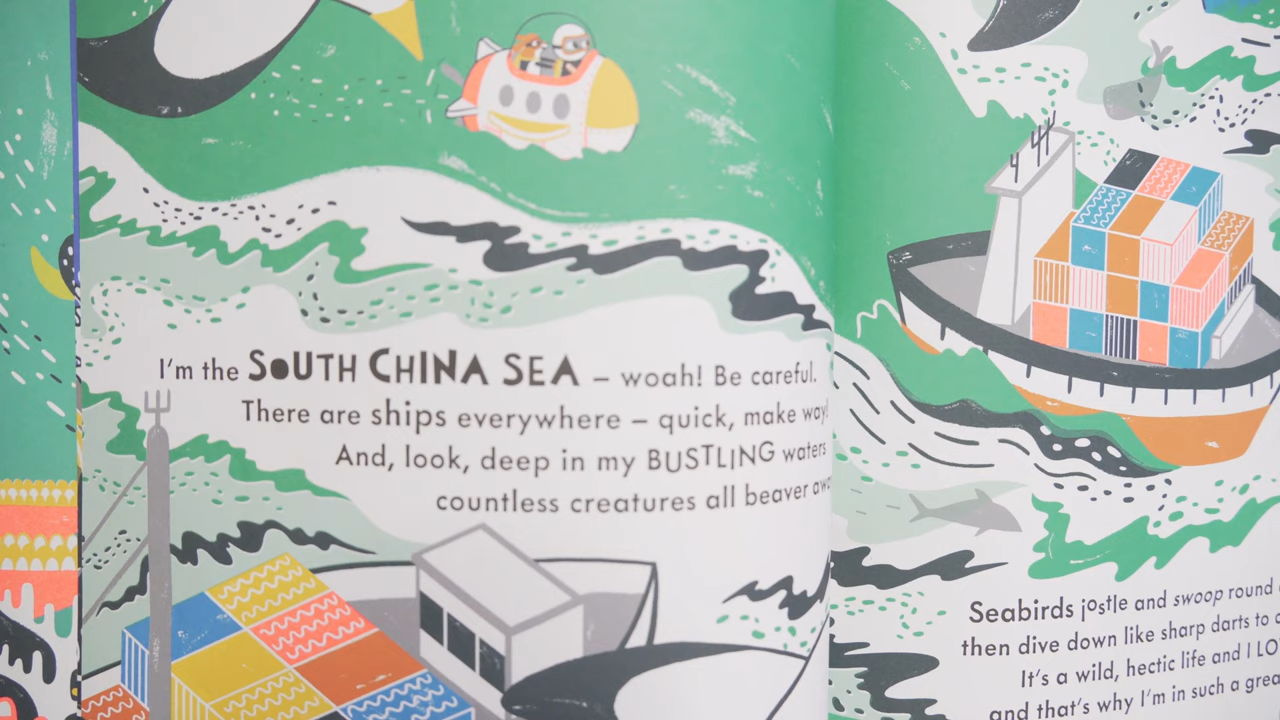 I'm the SOUTH CHINA SEA – woah! Be careful.
There are ships everywhere – quick, make way!
And, look, deep in my BUSTLING waters
countless creatures all beaver
Seabirds jostle and swoop round
then dive down like sharp darts to
It's a wild, hectic life and I
and that's why I'm in such a